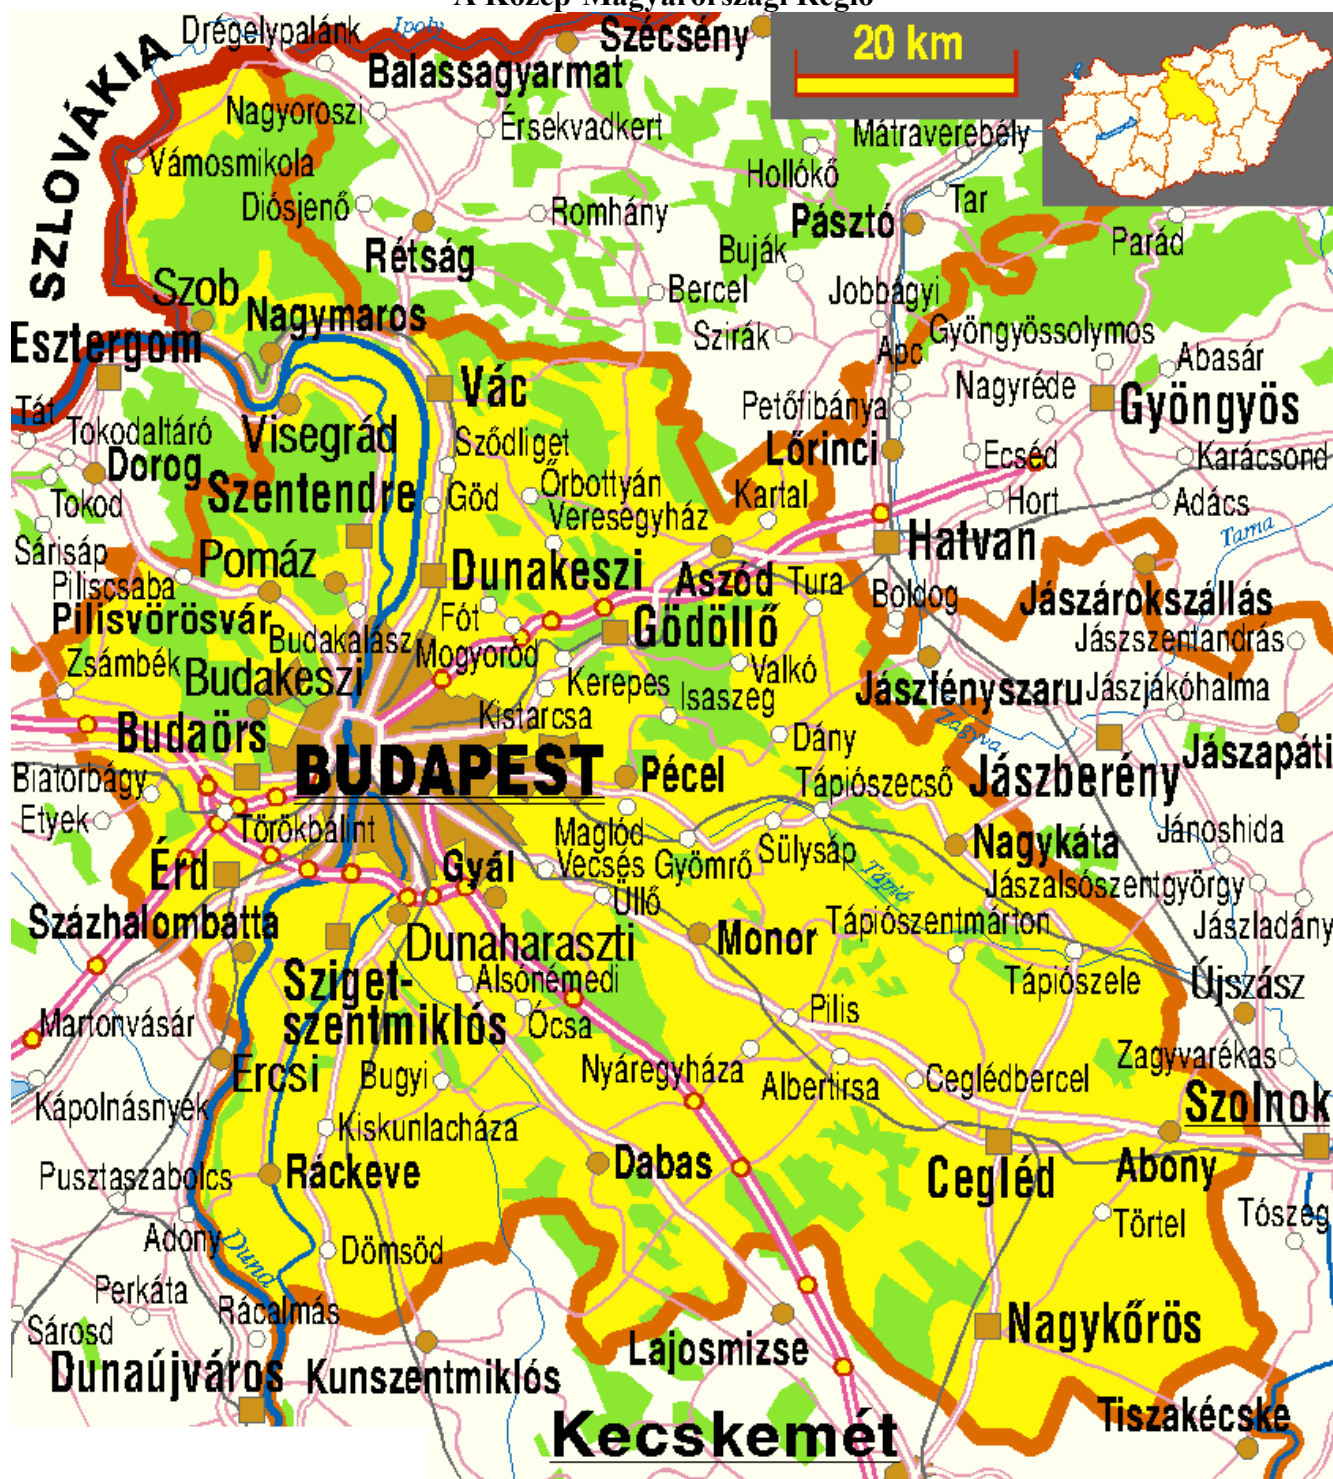 A Közép-Magyarországi Régió
Drégelypalánk
Ipoly
Szécsény
20 km
SZLOVÁKIA
Balassagyarmat
Nagyoroszi
Érsekvadkert
Mátraverebély
Vámosmikola
Hollókő
Diósjenő
Romhány
Tar
Pásztó
Rétság
Buják
Parád
Szob
Bercel
Jobbágyi
Nagymaros
Szirák
Gyöngyössolymos
Esztergom
Apc
Abasár
Vác
Nagyréde
Gyöngyös
Tát
Petőfibánya
Tokodaltáró
Visegrád
Sződliget
Lőrinci
Ecséd
Karácsond
Dorog
Szentendre
Őrbottyán
Kartal
Tokod
Göd
Veresegyház
Hort
Adács
Tarna
Sárisáp
Pomáz
Dunakeszi
Hatvan
Piliscsaba
Aszód
Tura
Boldog
Jászárokszállás
Pilisvörösvár
Fót
Gödöllő
Budakalász
Mogyoród
Jászszentandrás
Zsámbék
Valkó
Budakeszi
Kerepes
Isaszeg
Jászfényszaru
Jászjákóhalma
Kistarcsa
Zagyva
Budaörs
Dány
Jászapáti
BUDAPEST
Pécel
Tápiószecső
Jászberény
Biatorbágy
Etyek
Törökbálint
Maglód
Jánoshida
Vecsés
Gyömrő
Sülysáp
Nagykáta
Érd
Gyál
Tápió
Jászalsószentgyörgy
Üllő
Százhalombatta
Tápiószentmárton
Jászladány
Dunaharaszti
Monor
Alsónémedi
Tápiószele
Újszász
Sziget-
szentmiklós
Ócsa
Pilis
Martonvásár
Zagyvarékas
Ercsi
Bugyi
Nyáregyháza
Albertirsa
Ceglédbercel
Kápolnásnyék
Szolnok
Kiskunlacháza
Pusztaszabolcs
Ráckeve
Dabas
Cegléd
Abony
Törtel
Tószeg
Adony
Duna
Dömsöd
Perkáta
Rácalmás
Sárosd
Nagykőrös
Lajosmizse
Dunaújváros
Kunszentmiklós
Tiszakécske
Kecskemét